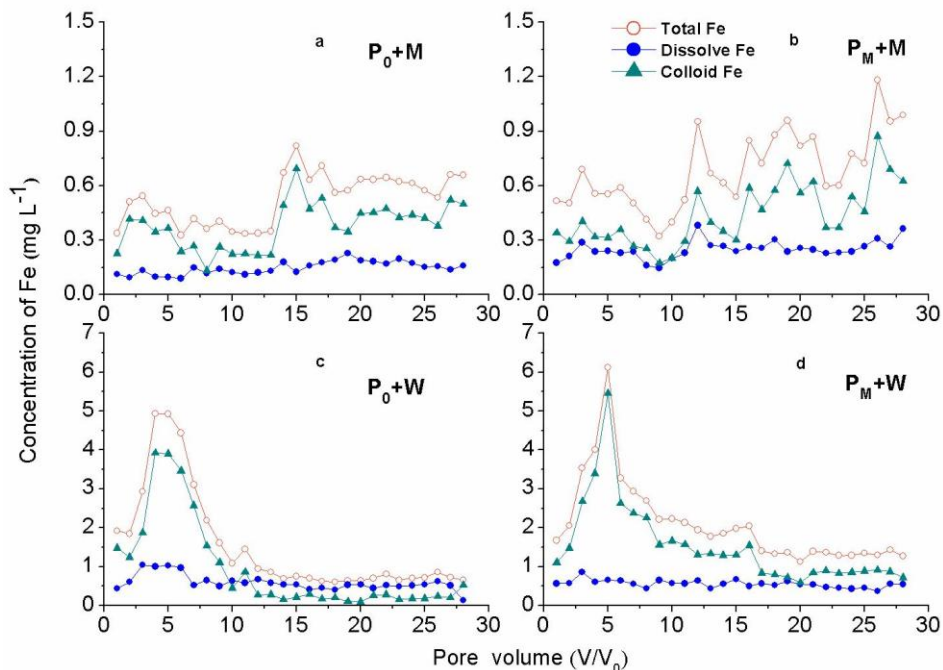 1.5
1.2
0.9
0.6
0.3
0.0
0 5 10 15 20 25 30
a
P0+M
1.5
1.2
0.9
0.6
0.3
0.0
0 5 10 15 20 25 30
Total Fe
Dissolve Fe
Colloid Fe
b
PM+M
Concentration of Fe (mg L-1)
7
6
5
4
3
2
1
0
0 5 10 15 20 25 30
c
P0+W
7
6
5
4
3
2
1
0
0 5 10 15 20 25 30
d
PM+W
Pore volume (V/V0)